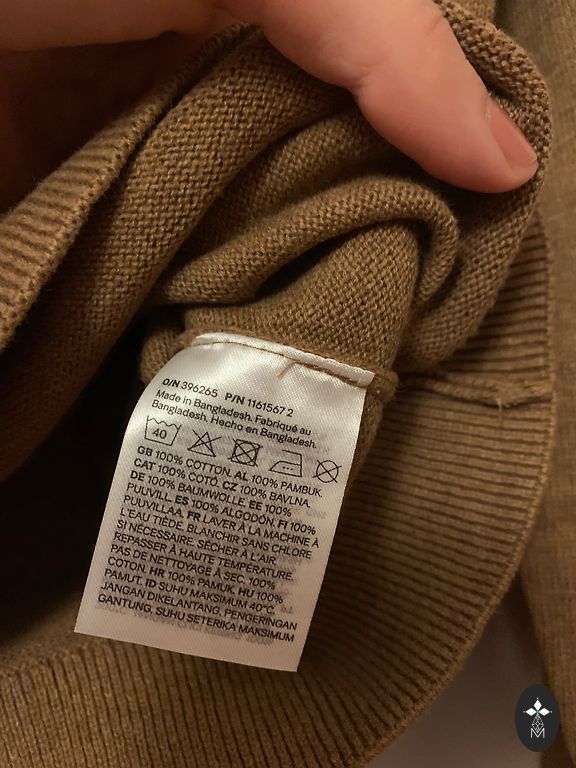 O/N 396265 P/N 1161567 2
Made in Bangladesh. Fabriqué au
Bangladesh. Hecho en Bangladesh.
40
GB 100% COTTON. AL 100% PAMBUK.
CAT 100% COTÓ. CZ 100% BAVLNA.
DE 100% BAUMWOLLE. EE 100%
PUUVILL. ES 100% ALGODÓN. FI 100%
PUUVILLAA. FR LAVER À LA MACHINE À
L'EAU TIÈDE. BLANCHIR SANS CHLORE
SI NÉCESSAIRE. SÉCHER À L'AIR.
REPASSER À HAUTE TEMPÉRATURE.
PAS DE NETTOYAGE À SEC. 100%
COTON. HR 100% PAMUK. HU 100%
PAMUT. ID SUHU MAKSIMUM 40°C.
JANGAN DIKELANTANG. PENGERINGAN
GANTUNG. SUHU SETERIKA MAKSIMUM
M